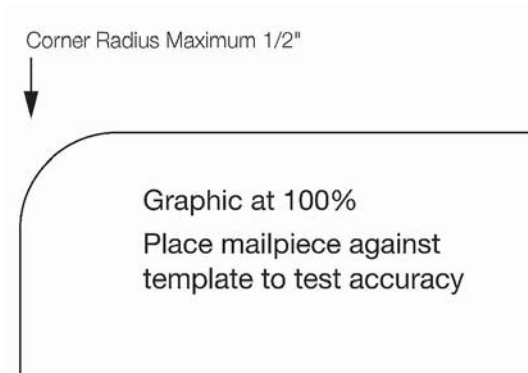 Corner Radius Maximum 1/2"
Graphic at 100%
Place mailpiece against
template to test accuracy